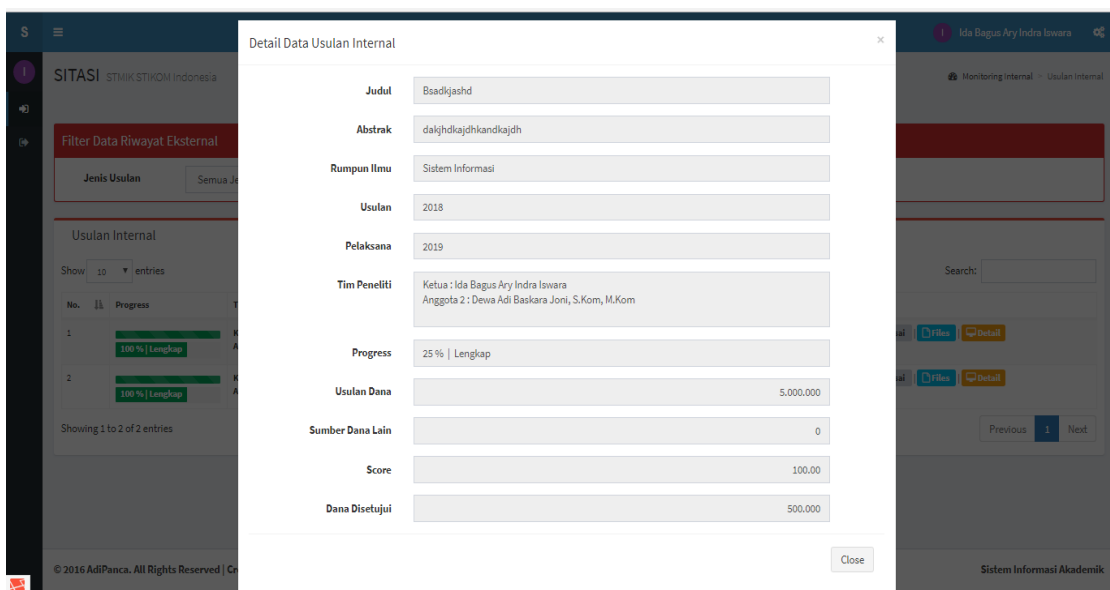 S
I
Ida Bagus Ary Indra Iswara
Detail Data Usulan Internal
×
I
SITASI STMIK STIKOM Indonesia
Monitoring Internal > Usulan Internal
Filter Data Riwayat Eksternal
Jenis Usulan
Semua Je
Usulan Internal
Show 10 entries
Search:
No. Progress T
1
100 % | Lengkap
K
A
ai | Files | Detail
2
100 % | Lengkap
K
A
ai | Files | Detail
Showing 1 to 2 of 2 entries
Previous 1 Next
Judul Bsadkjashd
Abstrak dakjhdkajdhkandkajdh
Rumpun Ilmu Sistem Informasi
Usulan 2018
Pelaksana 2019
Tim Peneliti Ketua : Ida Bagus Ary Indra Iswara
Anggota 2 : Dewa Adi Baskara Joni, S.Kom, M.Kom
Progress 25 % | Lengkap
Usulan Dana 5.000.000
Sumber Dana Lain 0
Score 100.00
Dana Disetujui 500.000
Close
© 2016 AdiPanca. All Rights Reserved | Cr
Sistem Informasi Akademik